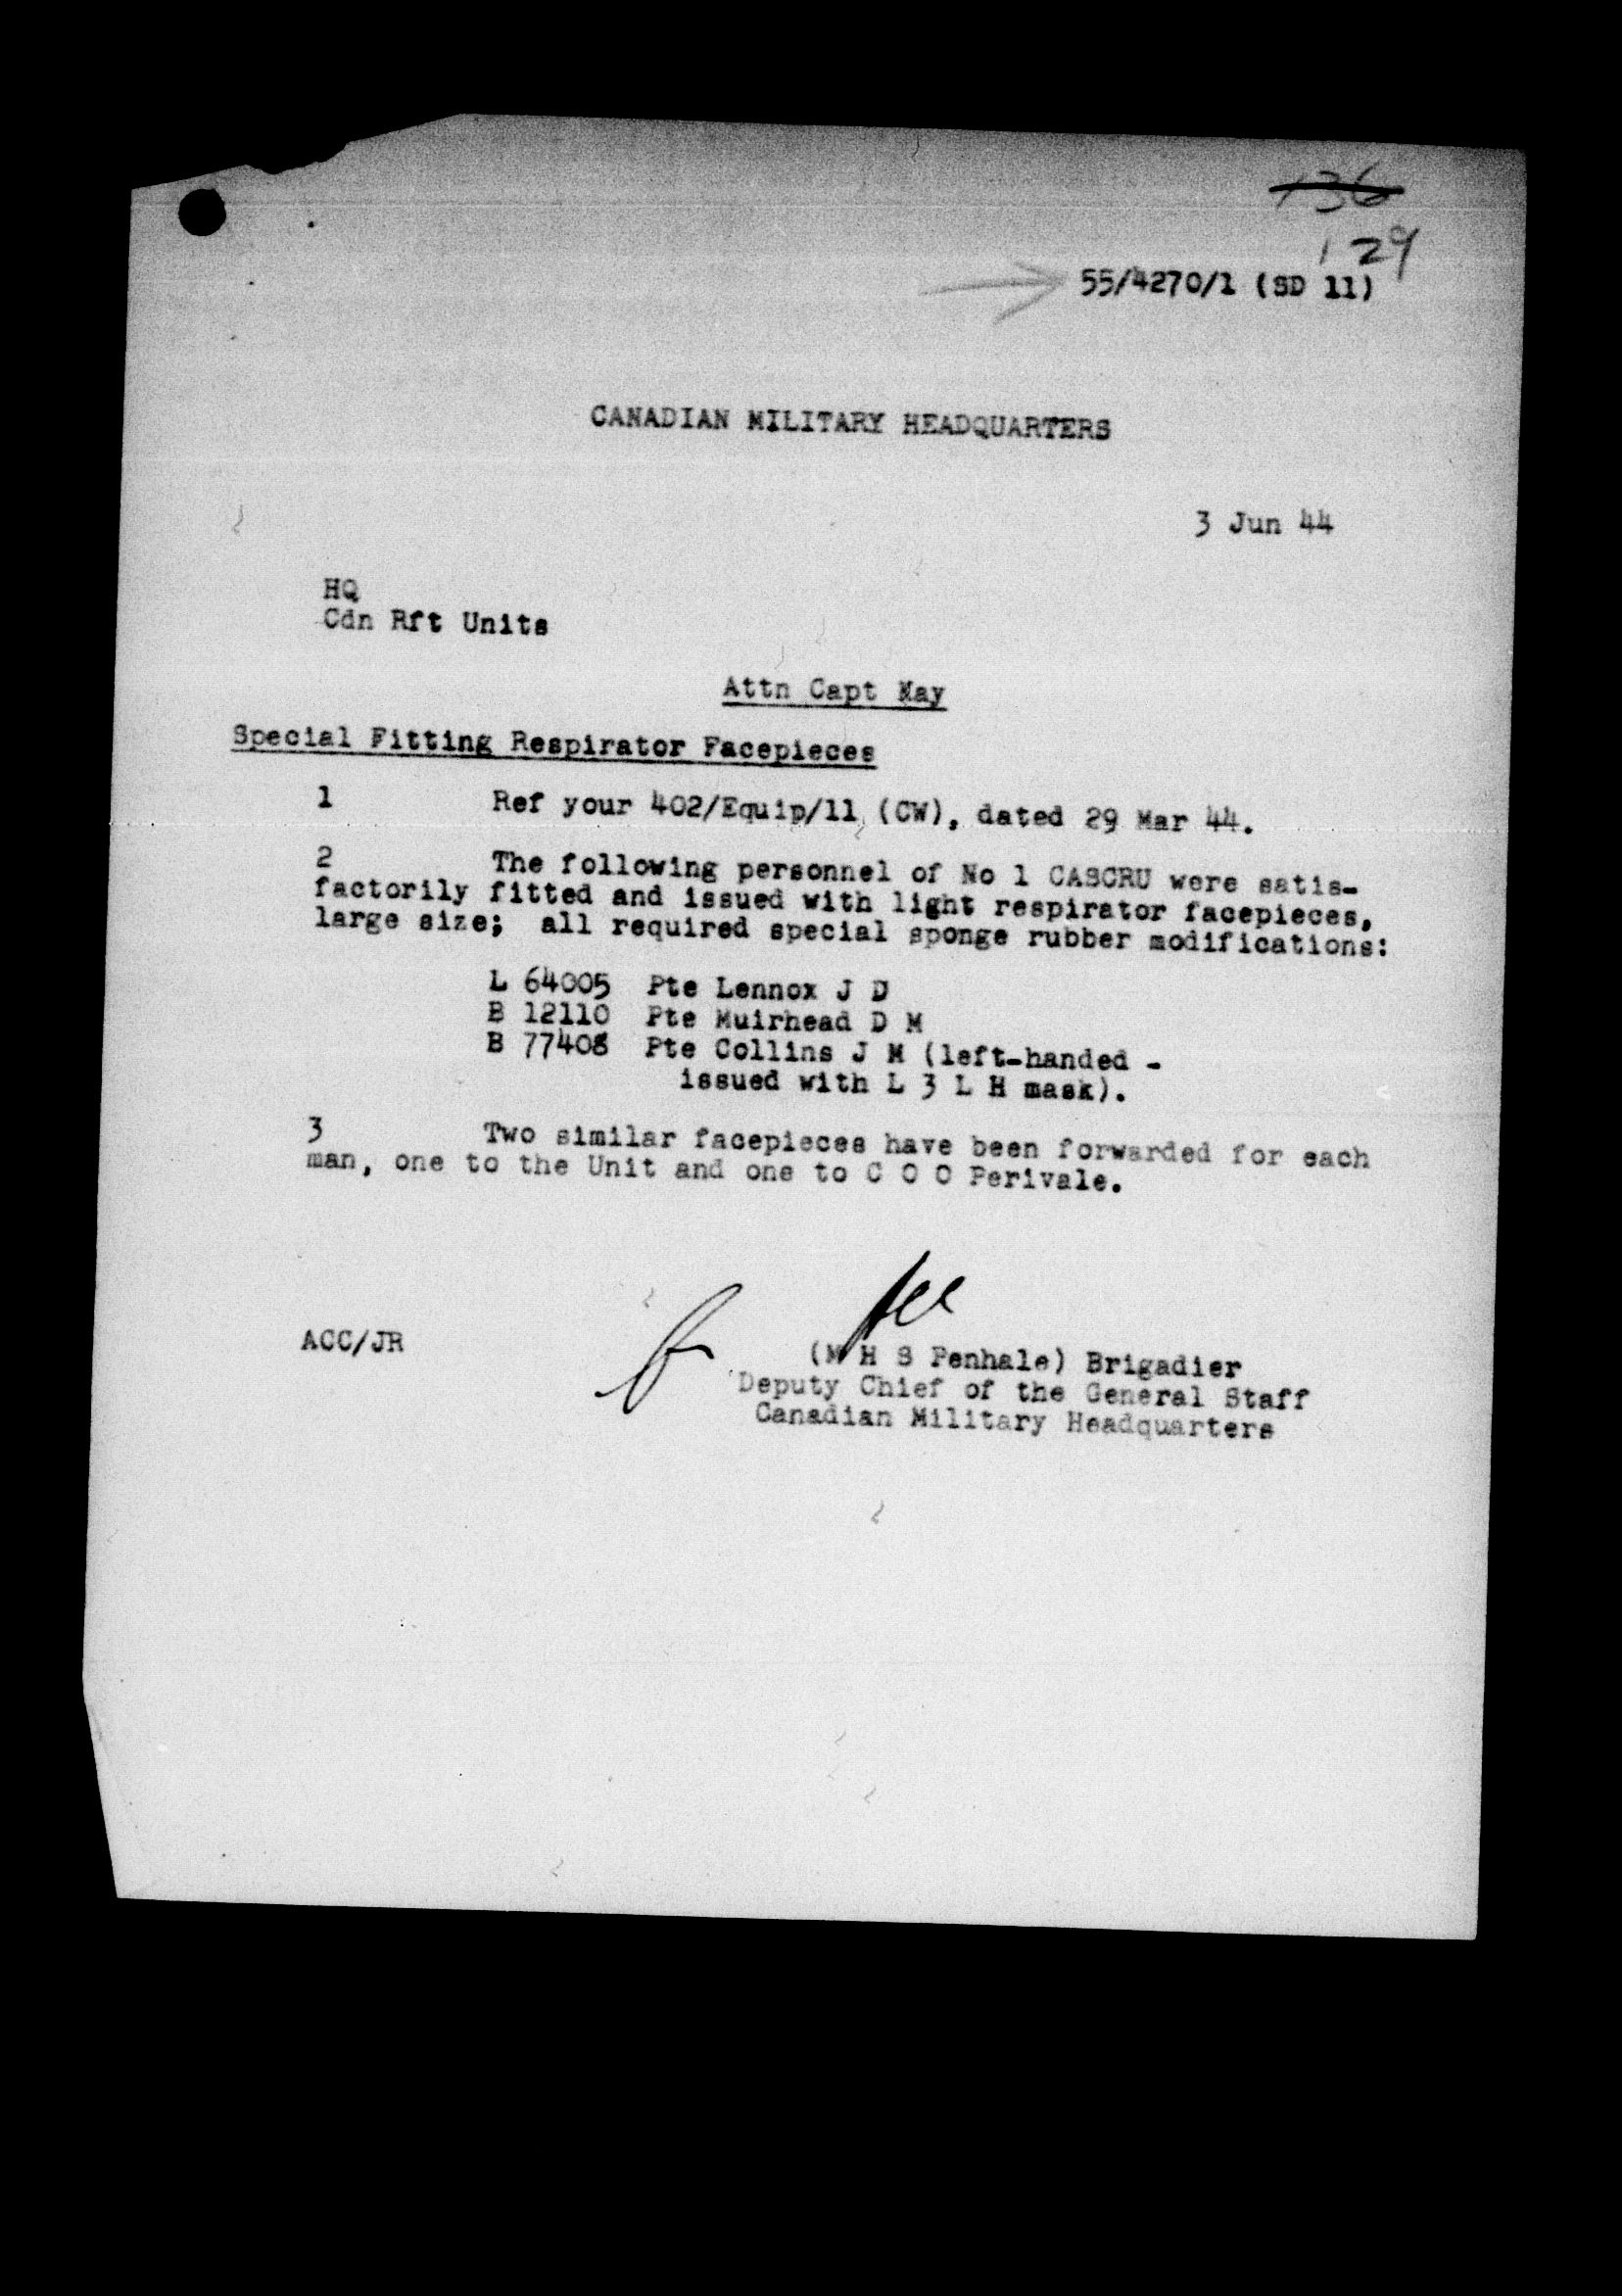 136
129
55/4270/1 (SD 11)
CANADIAN MILITARY HEADQUARTERS
3 Jun 44
HQ
Cdn Rft Units
Attn Capt May
Special Fitting Respirator Facepieces
1 Ref your 402/Equip/11 (CW), dated 29 Mar 44.
2 The following personnel of No 1 CASCRU were satis-
factorily fitted and issued with light respirator facepieces,
large size; all required special sponge rubber modifications:
L 64005 Pte Lennox J D
B 12110 Pte Muirhead D M
B 77408 Pte Collins J M (left-handed -
issued with L 3 L H mask).
3 Two similar facepieces have been forwarded for each
man, one to the Unit and one to C O O Perivale.
ACC/JR
(M H S Penhale) Brigadier
Deputy Chief of the General Staff
Canadian Military Headquarters